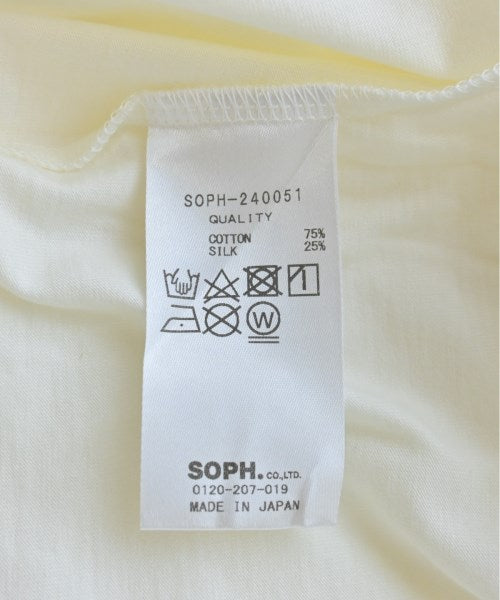 SOPH-240051
QUALITY
COTTON 75%
SILK 25%
W
SOPH. CO.,LTD.
0120-207-019
MADE IN JAPAN